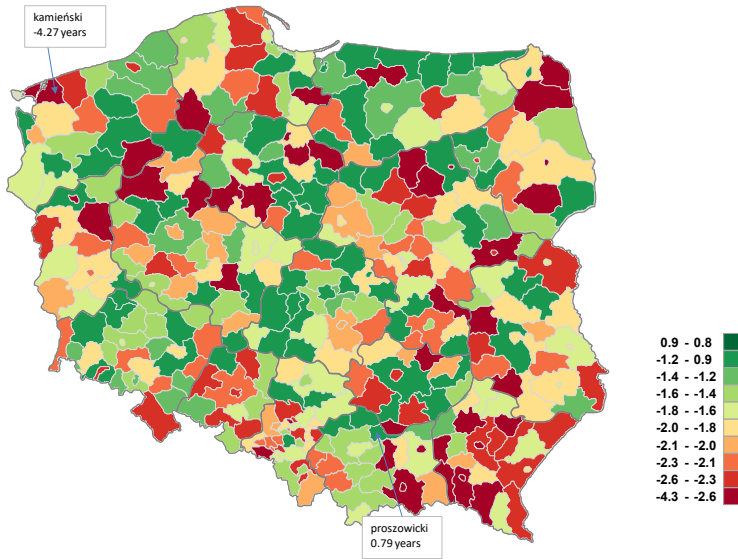 kamieński
-4.27 years
0.9 - 0.8
-1.2 - 0.9
-1.4 - -1.2
-1.6 - -1.4
-1.8 - -1.6
-2.0 - -1.8
-2.1 - -2.0
-2.3 - -2.1
-2.6 - -2.3
-4.3 - -2.6
proszowicki
0.79 years